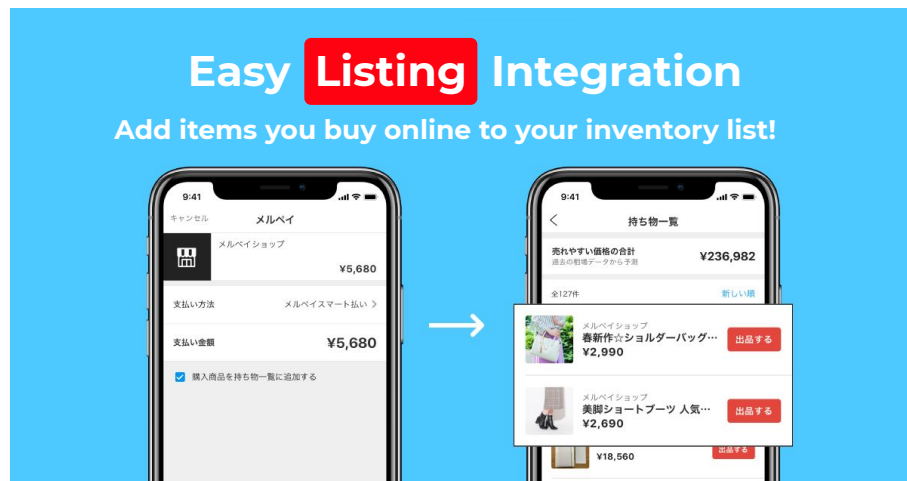 Easy Listing Integration
Add items you buy online to your inventory list!
9:41
キャンセル
メルペイ
メルペイショップ
¥5,680
支払い方法
メルペイスマート払い >
支払い金額
¥5,680
購入商品を持ち物一覧に追加する
9:41
持ち物一覧
売れやすい価格の合計
過去の相場データから予測
¥236,982
全127件
新しい順
メルペイショップ
春新作☆ショルダーバッグ…
¥2,990
出品する
メルペイショップ
美脚ショートブーツ 人気…
¥2,690
出品する
¥18,560
出品する